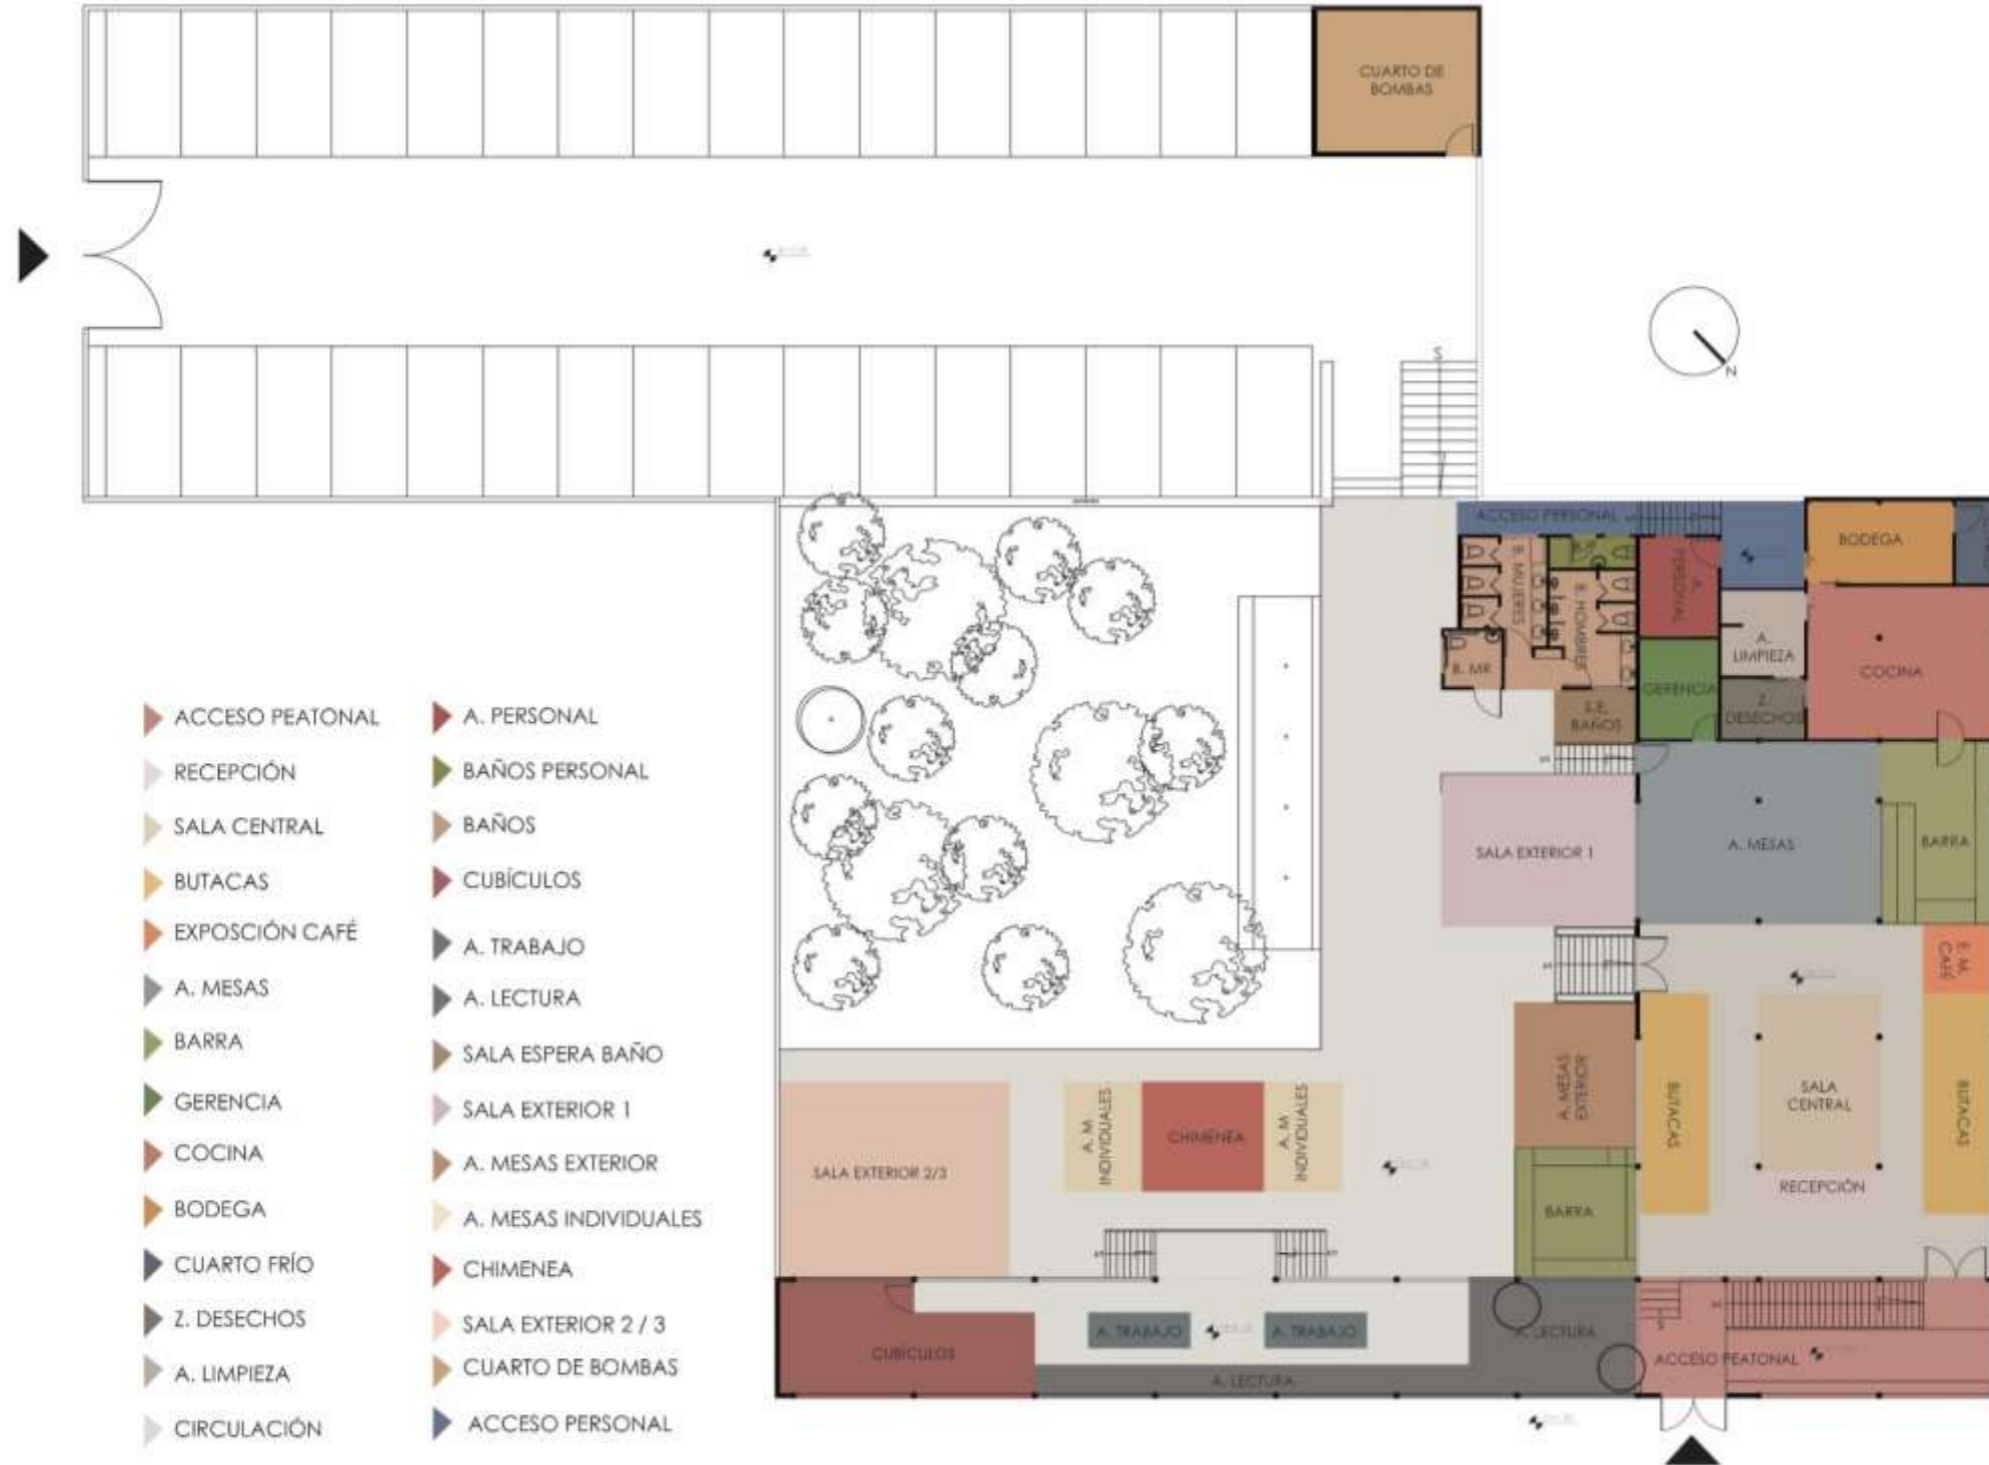 CUARTO DE
BOMBAS
S
N
ACCESO PERSONAL
BODEGA
B. MUJERES
B. HOMBRES
A.
PERSONAL
A.
LIMPIEZA
COCINA
B. MR
GERENCIA
Z.
DESECHOS
S.E.
BAÑOS
SALA EXTERIOR 1
A. MESAS
BARRA
E. M.
CAFÉ
A. MESAS
EXTERIOR
BUTACAS
SALA
CENTRAL
BUTACAS
RECEPCIÓN
BARRA
SALA EXTERIOR 2/3
A. M
INDIVIDUALES
CHIMENEA
A. M
INDIVIDUALES
CUBÍCULOS
A. TRABAJO
A. TRABAJO
A. LECTURA
A. LECTURA
ACCESO PEATONAL
ACCESO PEATONAL
RECEPCIÓN
SALA CENTRAL
BUTACAS
EXPOSCIÓN CAFÉ
A. MESAS
BARRA
GERENCIA
COCINA
BODEGA
CUARTO FRÍO
Z. DESECHOS
A. LIMPIEZA
CIRCULACIÓN
A. PERSONAL
BAÑOS PERSONAL
BAÑOS
CUBÍCULOS
A. TRABAJO
A. LECTURA
SALA ESPERA BAÑO
SALA EXTERIOR 1
A. MESAS EXTERIOR
A. MESAS INDIVIDUALES
CHIMENEA
SALA EXTERIOR 2 / 3
CUARTO DE BOMBAS
ACCESO PERSONAL